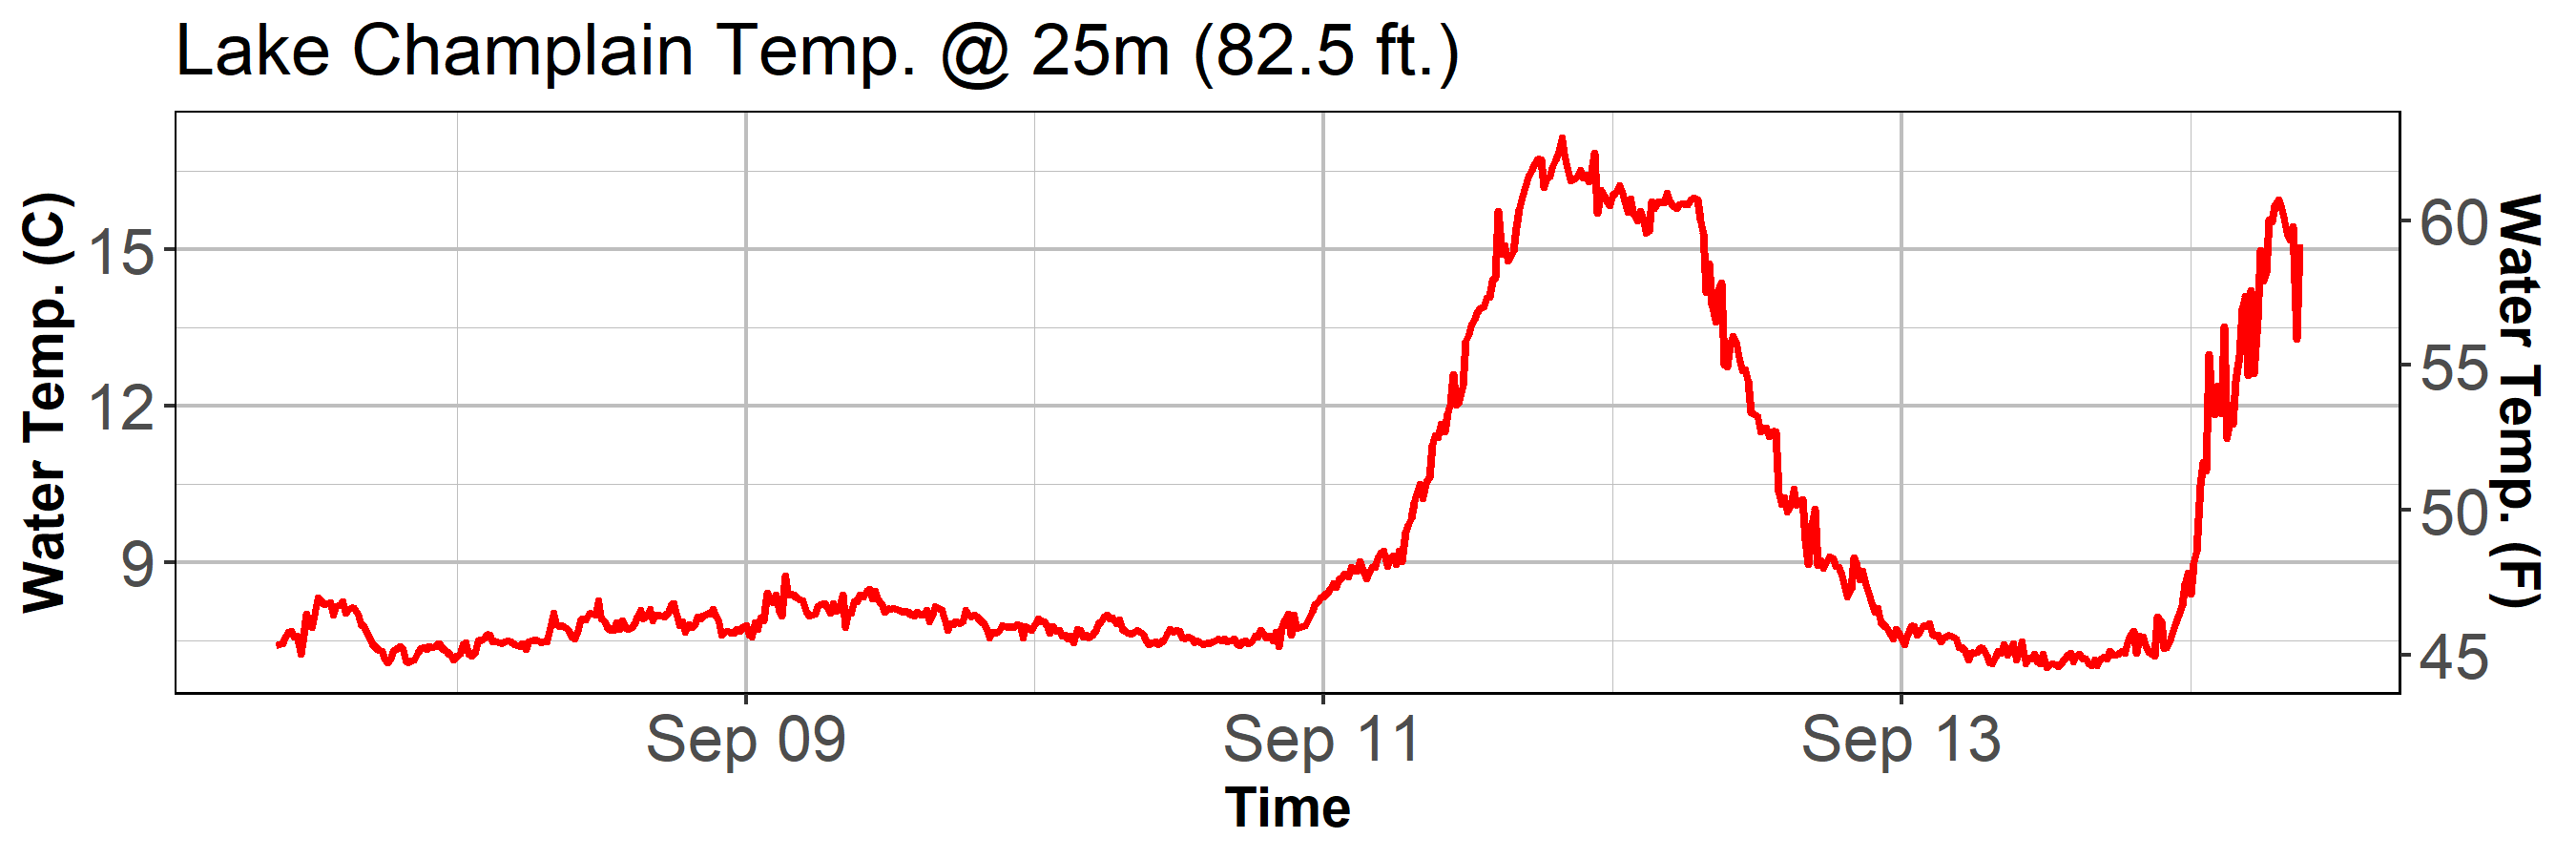 Lake Champlain Temp. @ 25m (82.5 ft.)
Water Temp. (C)
15
12
9
60
55
50
45
Water Temp. (F)
Sep 09
Sep 11
Sep 13
Time